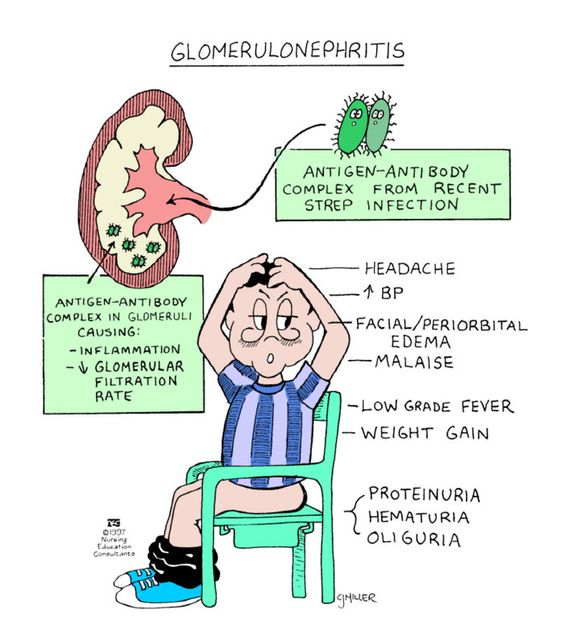 GLOMERULONEPHRITIS
ANTIGEN-ANTIBODY
COMPLEX FROM RECENT
STREP INFECTION
ANTIGEN-ANTIBODY
COMPLEX IN GLOMERULI
CAUSING:
-INFLAMMATION
-↓ GLOMERULAR
FILTRATION
RATE
HEADACHE
↑ BP
FACIAL/PERIORBITAL
EDEMA
MALAISE
LOW GRADE FEVER
WEIGHT GAIN
PROTEINURIA
HEMATURIA
OLIGURIA
©1997
Nursing
Education
Consultants
CJMILLER